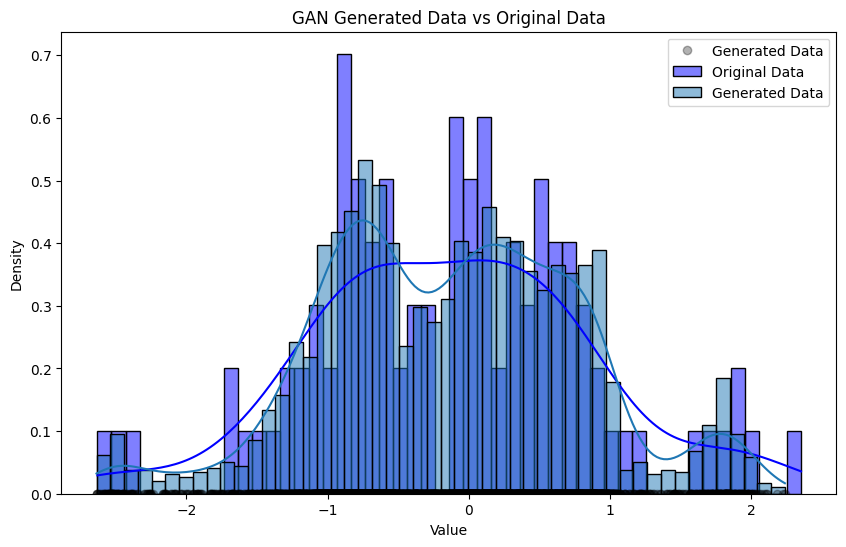 GAN Generated Data vs Original Data
Generated Data
Original Data
Generated Data
Density
0.7
0.6
0.5
0.4
0.3
0.2
0.1
0.0
−2
−1
0
1
2
Value